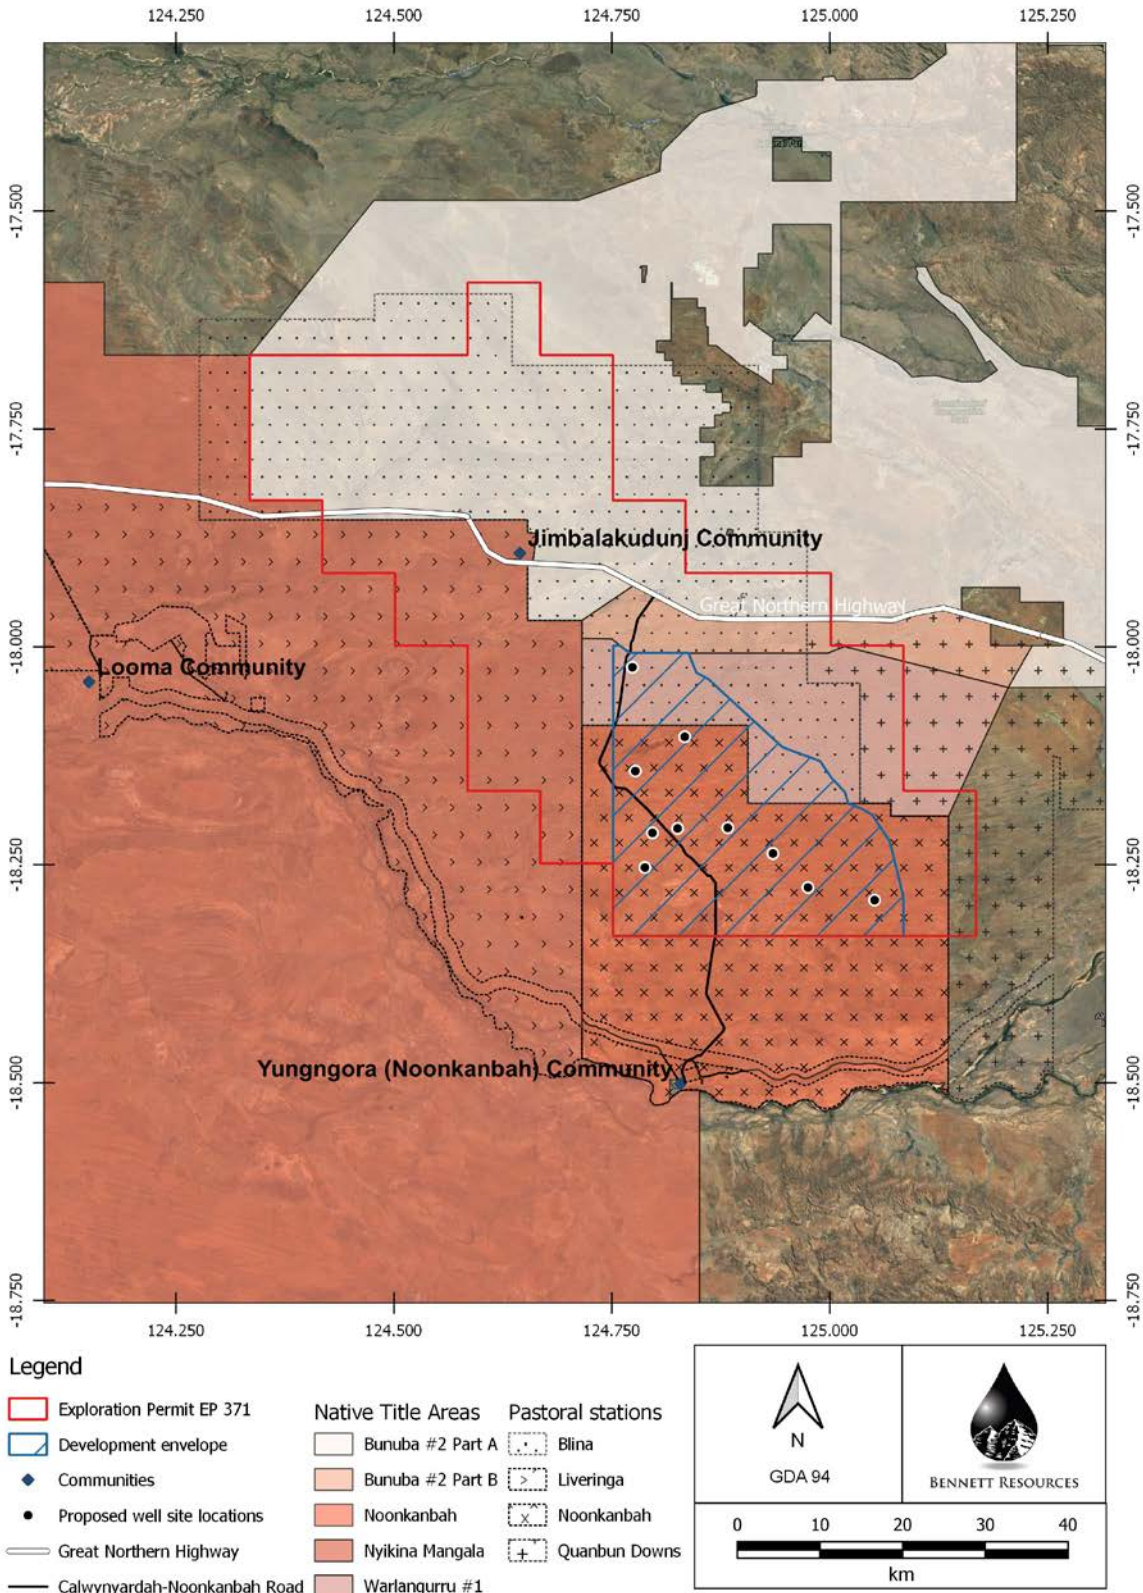 124.250 124.500 124.750 125.000 125.250
-17.500 -17.500
-17.750 -17.750
Jimbalakudunj Community
Great Northern Highway
-18.000 -18.000
Looma Community
-18.250 -18.250
Yungngora (Noonkanbah) Community
-18.500 -18.500
-18.750 -18.750
124.250 124.500 124.750 125.000 125.250
Legend
Exploration Permit EP 371
Development envelope
Communities
Proposed well site locations
Great Northern Highway
Calwynyardah-Noonkanbah Road
Native Title Areas
Bunuba #2 Part A
Bunuba #2 Part B
Noonkanbah
Nyikina Mangala
Warlangurru #1
Pastoral stations
Blina
Liveringa
Noonkanbah
Quanbun Downs
N
GDA 94
BENNETT RESOURCES
0 10 20 30 40
km